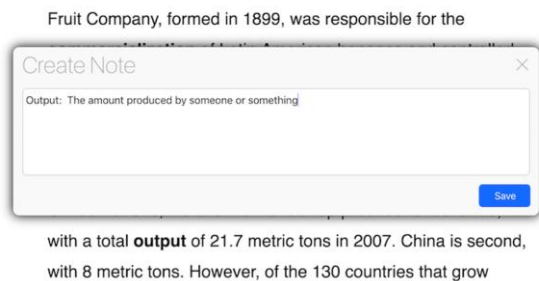 Fruit Company, formed in 1899, was responsible for the
Create Note
Output: The amount produced by someone or something
Save
with a total output of 21.7 metric tons in 2007. China is second,
with 8 metric tons. However, of the 130 countries that grow